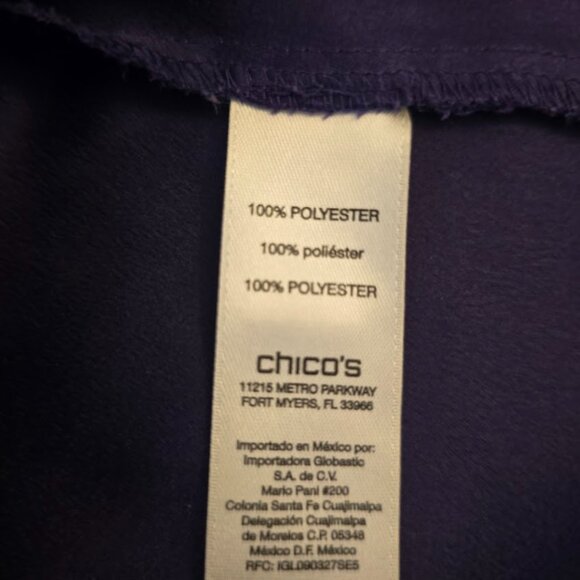 100% POLYESTER
100% poliéster
100% POLYESTER
chico's
11215 METRO PARKWAY
FORT MYERS, FL 33966
Importado en México por:
Importadora Globastic
S.A. de C.V.
Mario Pani #200
Colonia Santa Fe Cuajimalpa
Delegación Cuajimalpa
de Morelos C.P. 05348
México D.F. México
RFC: IGL090327SE5